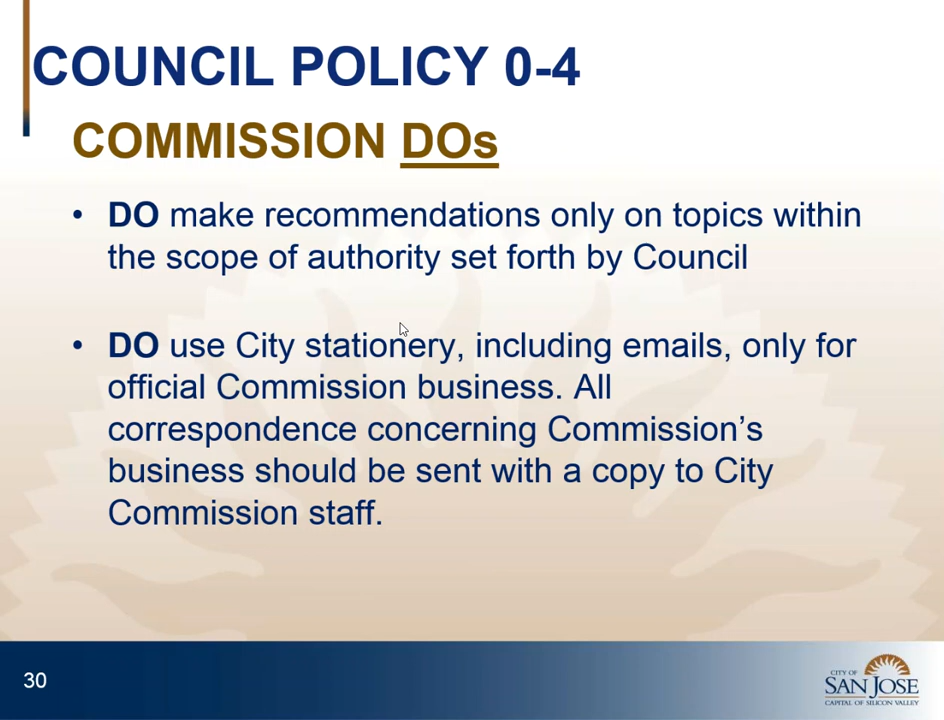 COUNCIL POLICY 0-4
COMMISSION DOs
• DO make recommendations only on topics within
the scope of authority set forth by Council
• DO use City stationery, including emails, only for
official Commission business. All
correspondence concerning Commission's
business should be sent with a copy to City
Commission staff.
30
CITY OF
SAN JOSE
CAPITAL OF SILICON VALLEY